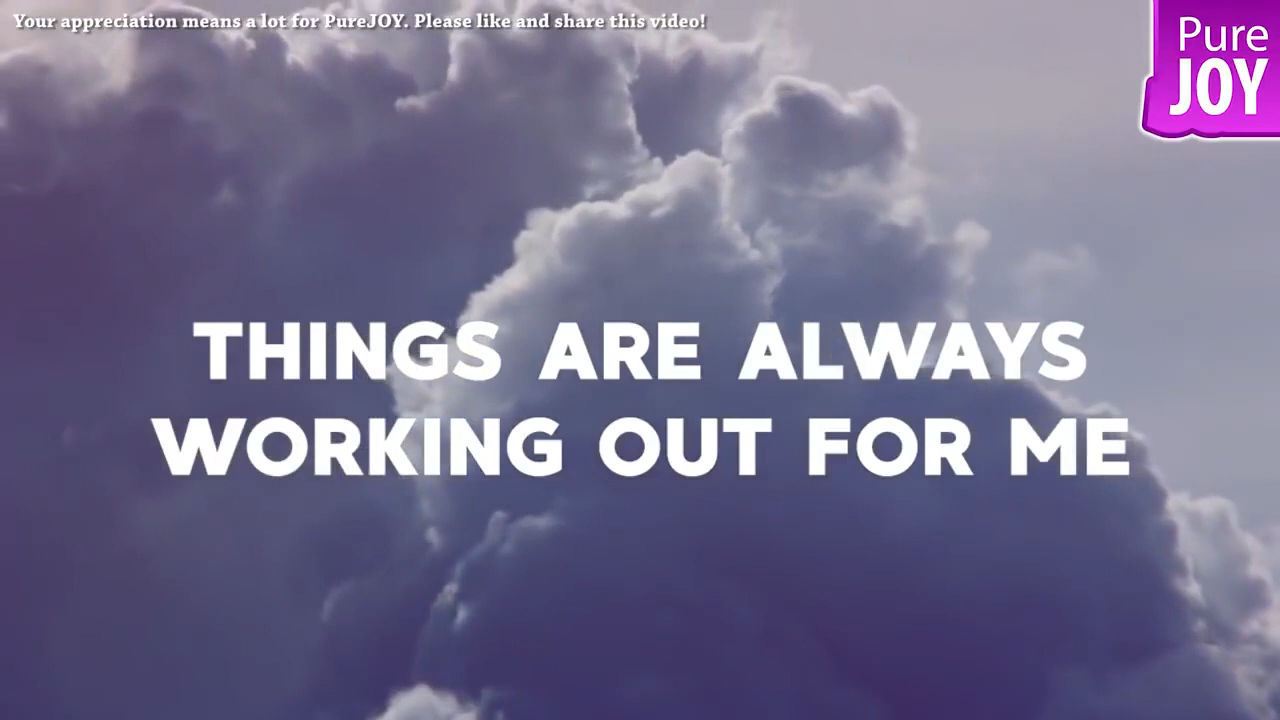 Your appreciation means a lot for PureJOY. Please like and share this video!
Pure
JOY
THINGS ARE ALWAYS
WORKING OUT FOR ME